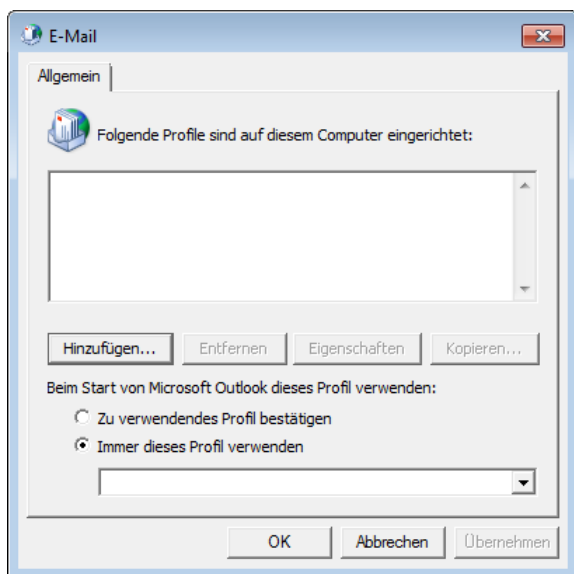 E-Mail
Allgemein
Folgende Profile sind auf diesem Computer eingerichtet:
Hinzufügen... Entfernen Eigenschaften Kopieren...
Beim Start von Microsoft Outlook dieses Profil verwenden:
Zu verwendendes Profil bestätigen
Immer dieses Profil verwenden
OK Abbrechen Übernehmen